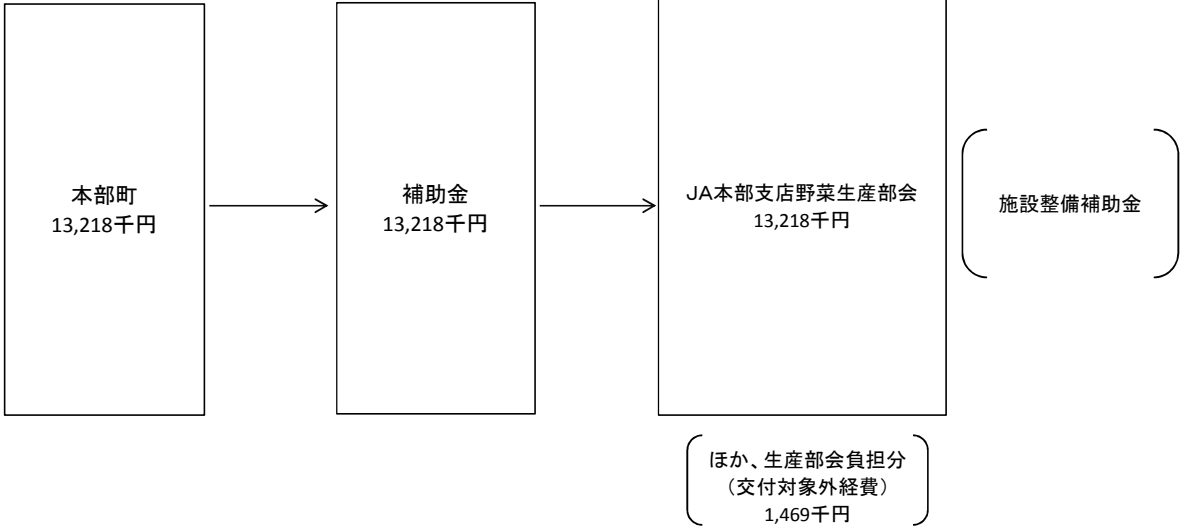 本部町
13,218千円
補助金
13,218千円
JA本部支店野菜生産部会
13,218千円
施設整備補助金
ほか、生産部会負担分
（交付対象外経費）
1,469千円